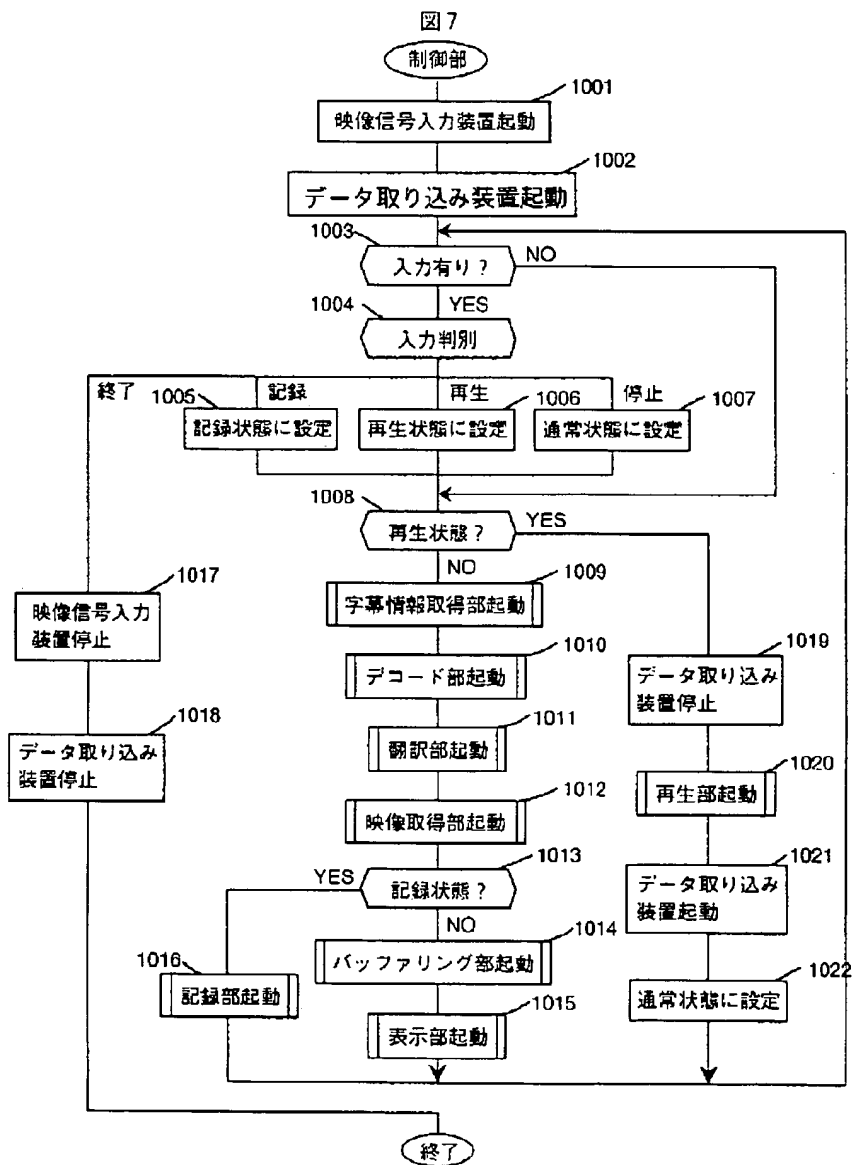 図7
制御部
1001
映像信号入力装置起動
1002
データ取り込み装置起動
1003
入力有り？
NO
YES
1004
入力判別
終了
記録
再生
停止
1005
記録状態に設定
1006
再生状態に設定
1007
通常状態に設定
1008
再生状態？
YES
NO
1009
字幕情報取得部起動
1010
デコード部起動
1011
翻訳部起動
1012
映像取得部起動
1013
記録状態？
YES
NO
1014
バッファリング部起動
1015
表示部起動
1016
記録部起動
1017
映像信号入力
装置停止
1018
データ取り込み
装置停止
1019
データ取り込み
装置停止
1020
再生部起動
1021
データ取り込み
装置起動
1022
通常状態に設定
終了